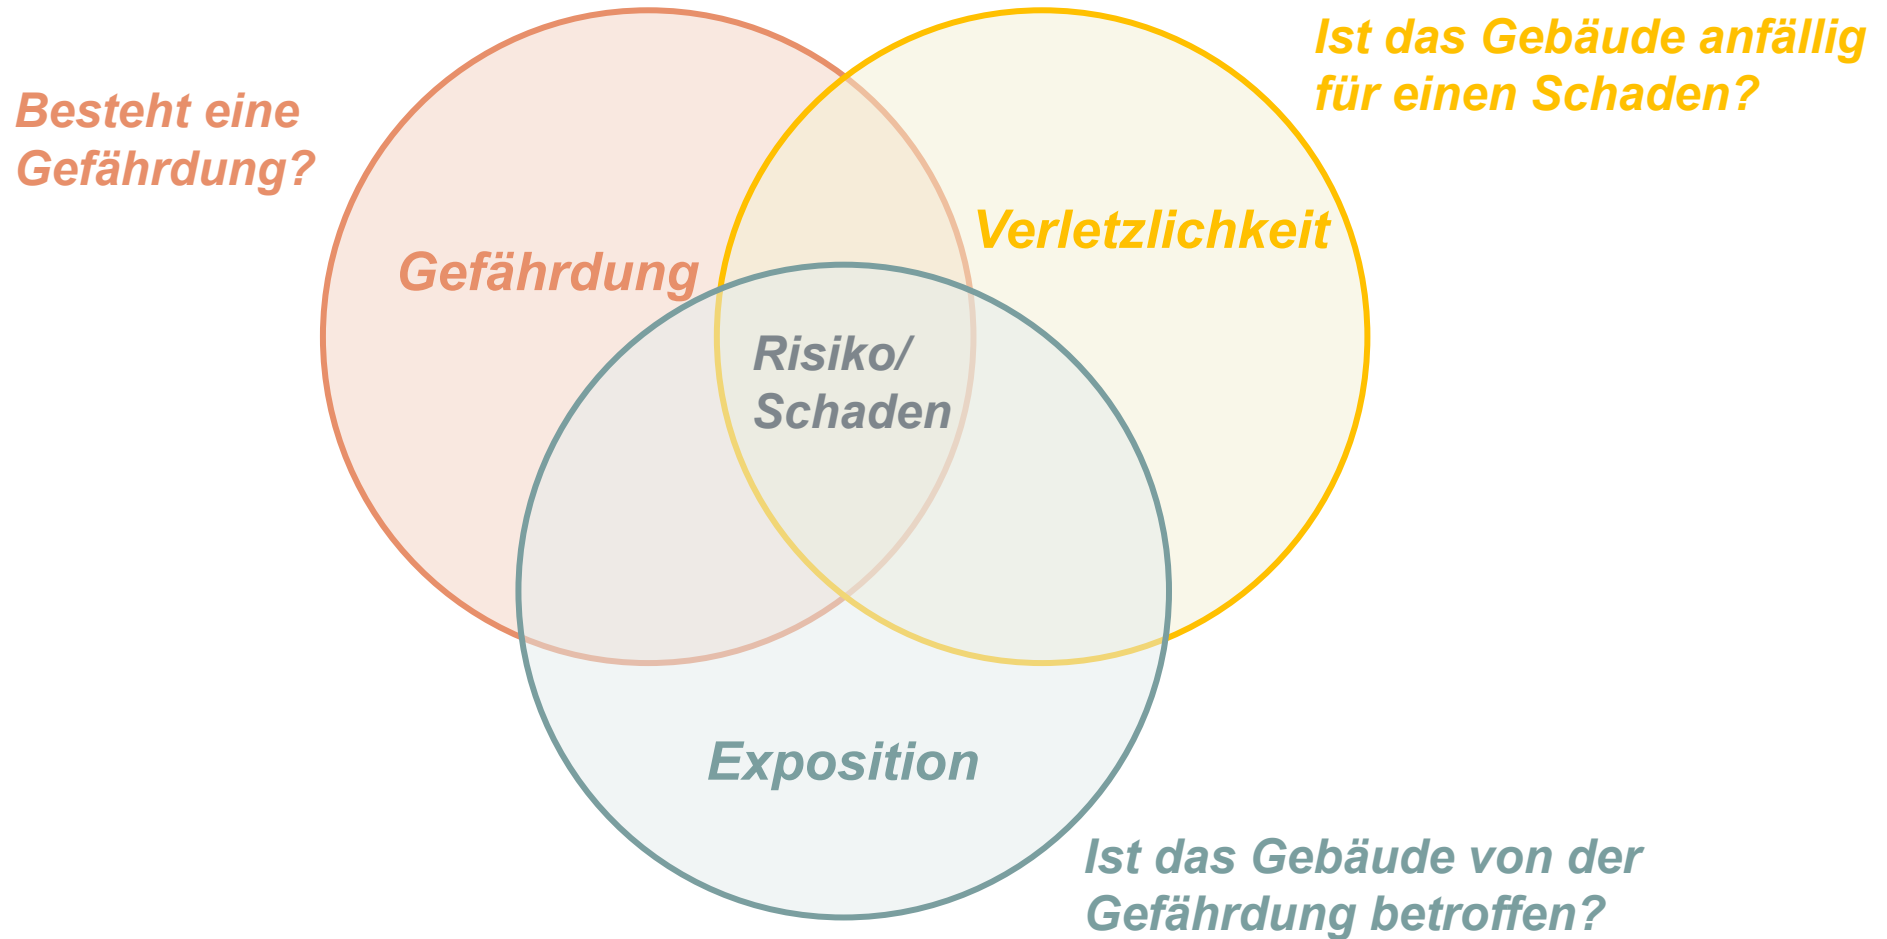 Besteht eine
Gefährdung?
Ist das Gebäude anfällig
für einen Schaden?
Gefährdung
Verletzlichkeit
Risiko/
Schaden
Exposition
Ist das Gebäude von der
Gefährdung betroffen?